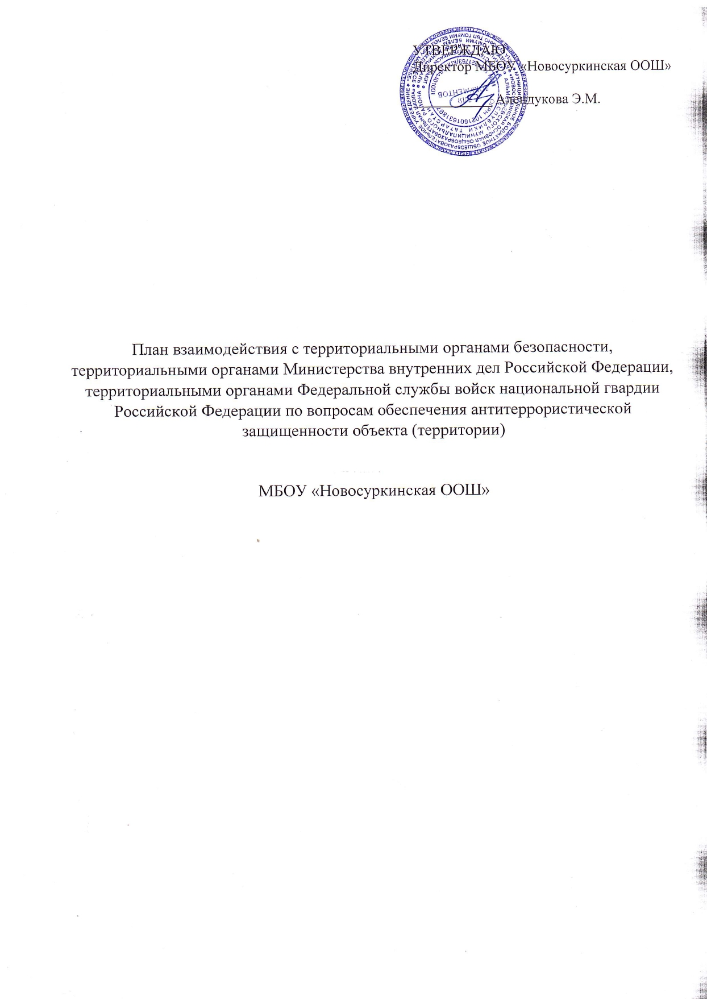 УТВЕРЖДАЮ
Директор МБОУ «Новосуркинская ООШ»
Алендукова Э.М.
План взаимодействия с территориальными органами безопасности,
территориальными органами Министерства внутренних дел Российской Федерации,
территориальными органами Федеральной службы войск национальной гвардии
Российской Федерации по вопросам обеспечения антитеррористической
защищенности объекта (территории)
МБОУ «Новосуркинская ООШ»